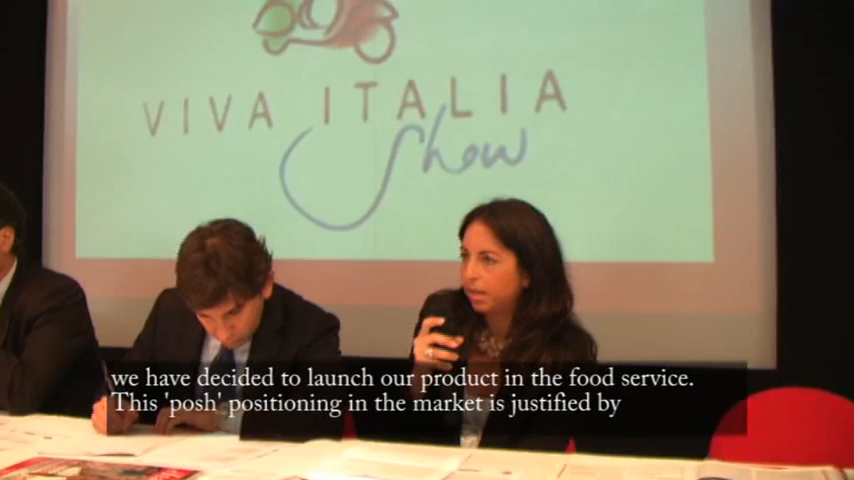 VIVA ITALIA
Show
we have decided to launch our product in the food service.
This 'posh' positioning in the market is justified by